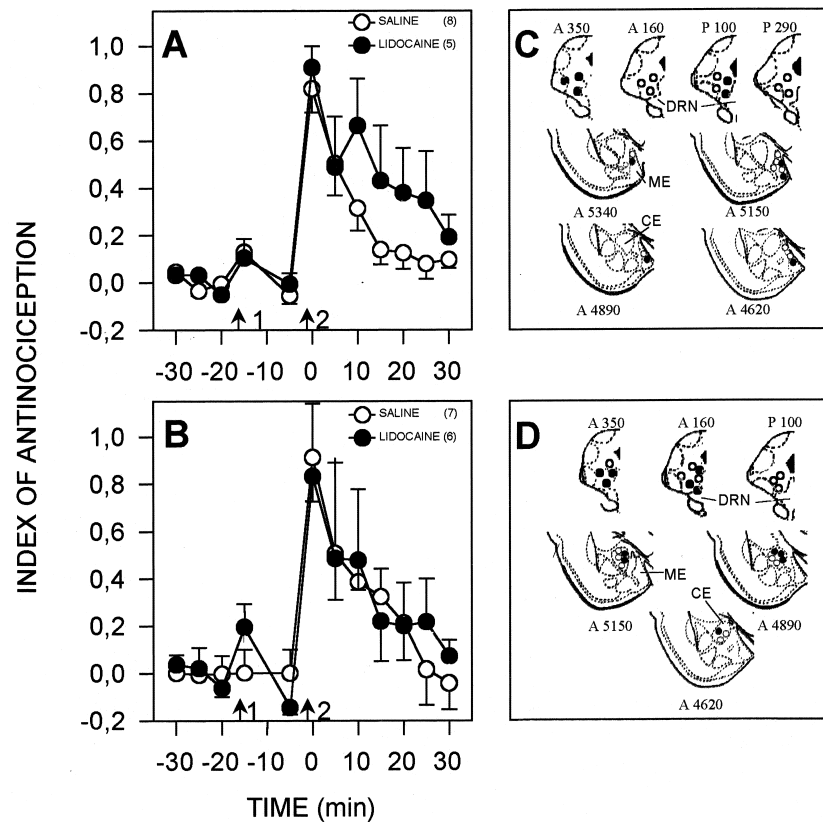 A
SALINE (8)
LIDOCAINE (5)
1,0
0,8
0,6
0,4
0,2
0,0
-0,2
1 2
-30 -20 -10 0 10 20 30
B
SALINE (7)
LIDOCAINE (6)
1,0
0,8
0,6
0,4
0,2
0,0
-0,2
1 2
-30 -20 -10 0 10 20 30
INDEX OF ANTINOCICEPTION
TIME (min)
C
A 350 A 160 P 100 P 290
DRN
ME
A 5340 A 5150
CE
A 4890 A 4620
D
A 350 A 160 P 100
DRN
ME
A 5150 A 4890
CE
A 4620